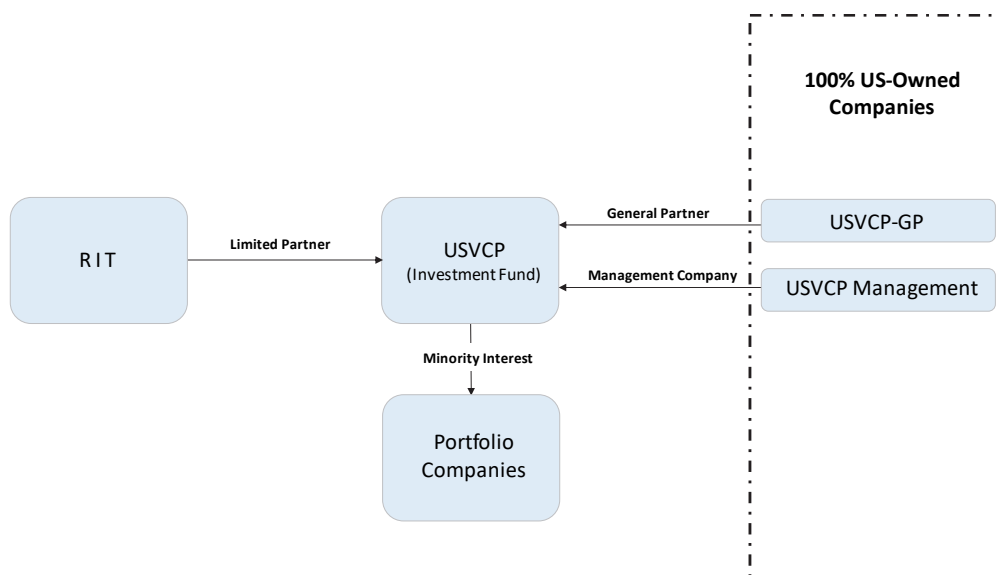 100% US-Owned
Companies
RIT
Limited Partner
USVCP
(Investment Fund)
General Partner
USVCP-GP
Management Company
USVCP Management
Minority Interest
Portfolio
Companies